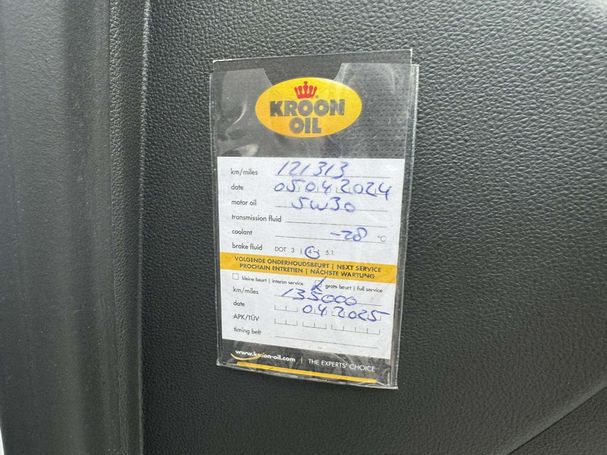 KROON
OIL
km/miles 121313
date 05 04 2024
motor oil 5W30
transmission fluid
coolant -28 °C
brake fluid DOT 3 | 4 | 5.1
VOLGENDE ONDERHOUDSBEURT | NEXT SERVICE
PROCHAIN ENTRETIEN | NÄCHSTE WARTUNG
kleine beurt | interim service grote beurt | full service
km/miles 135000
date 04 2025
APK/TÜV
timing belt
www.kroon-oil.com | THE EXPERTS' CHOICE